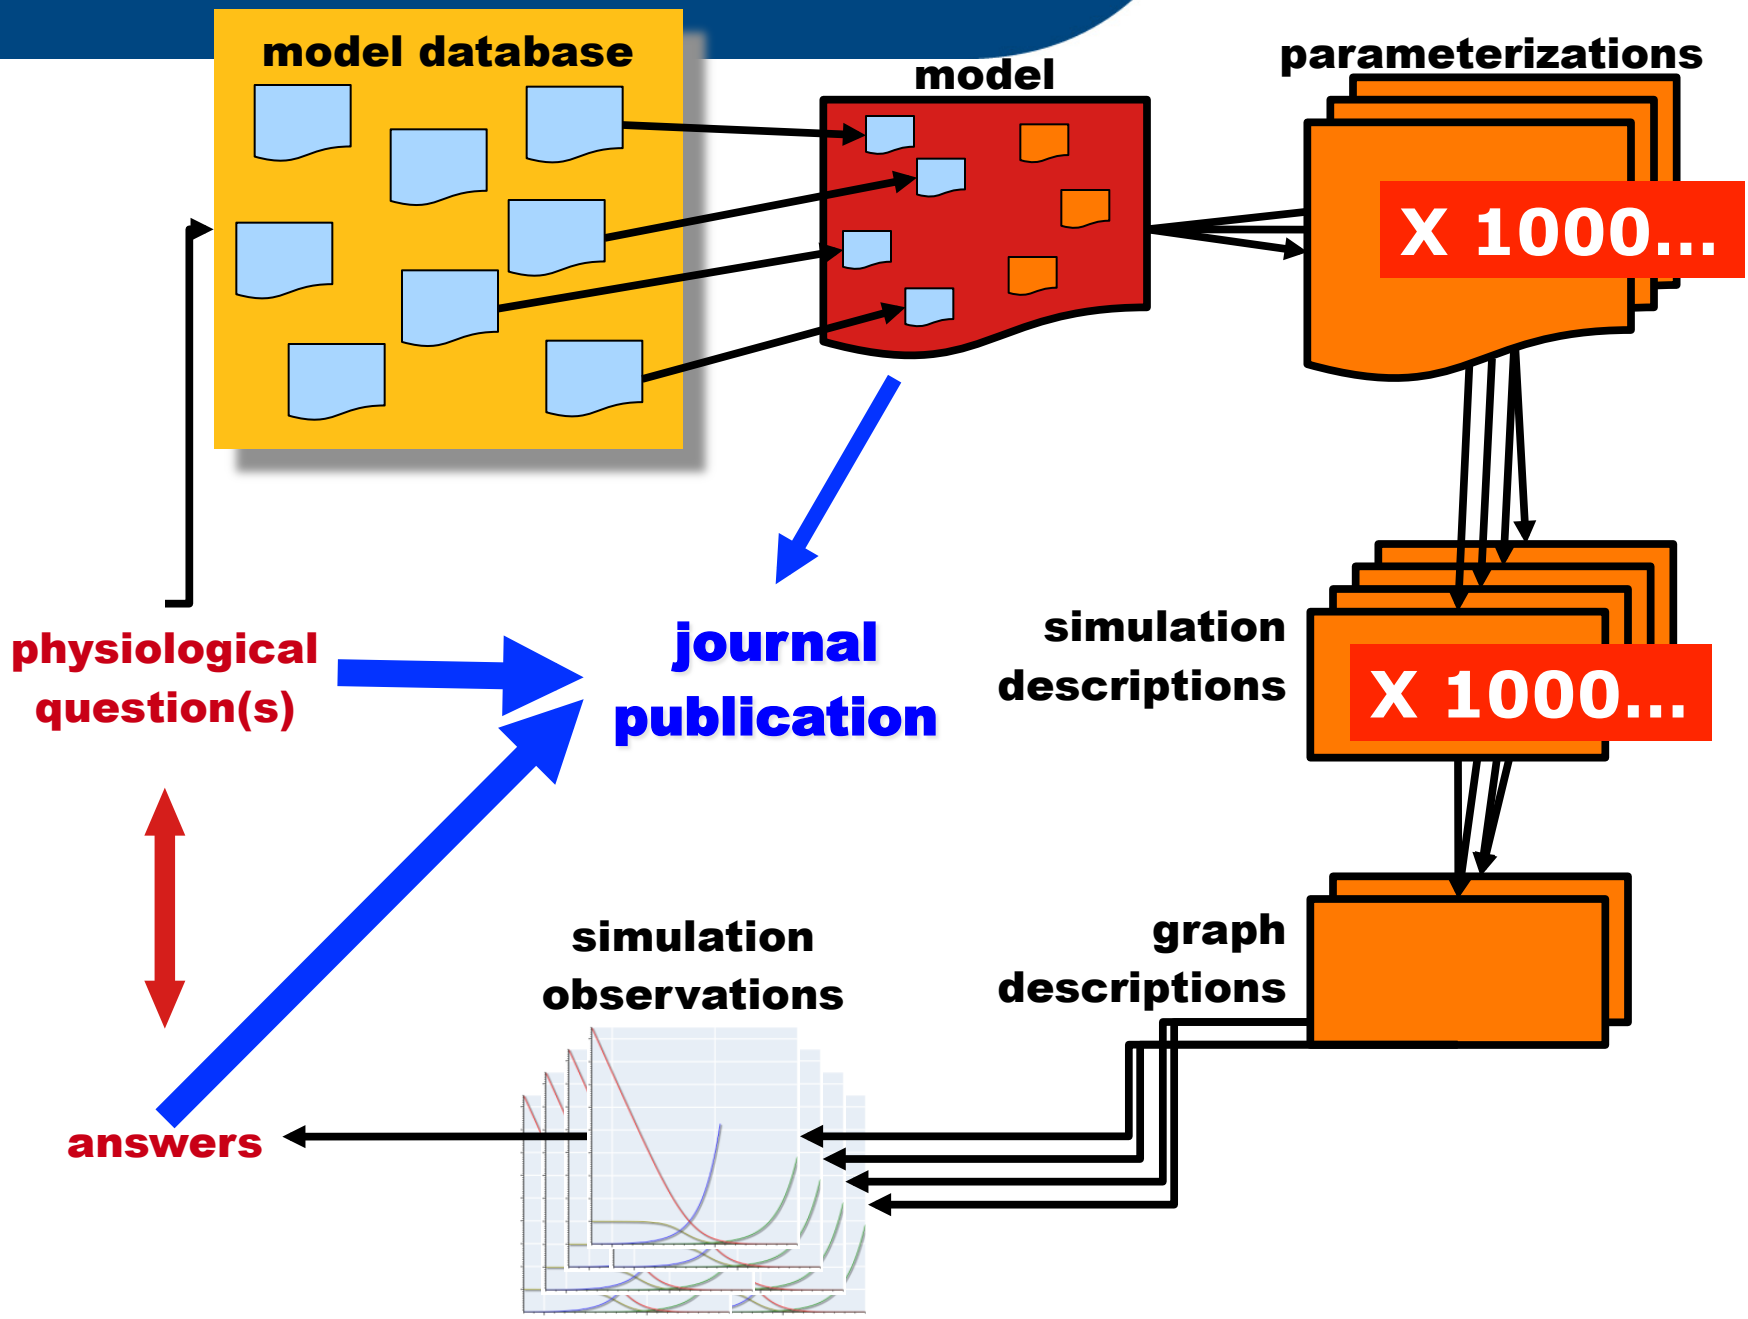 model database
model
parameterizations
X 1000...
physiological
question(s)
journal
publication
simulation
descriptions
X 1000...
simulation
observations
graph
descriptions
answers